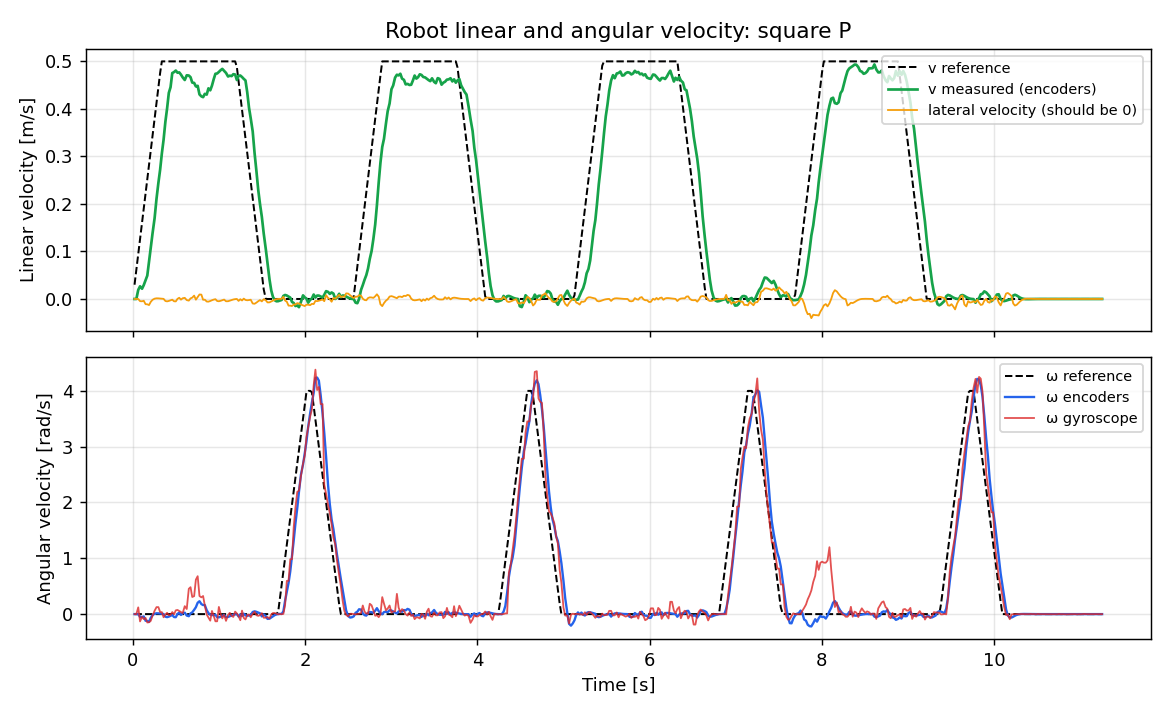 Robot linear and angular velocity: square P
Linear velocity [m/s]
0.5
0.4
0.3
0.2
0.1
0.0
v reference
v measured (encoders)
lateral velocity (should be 0)
Angular velocity [rad/s]
4
3
2
1
0
ω reference
ω encoders
ω gyroscope
0 2 4 6 8 10
Time [s]